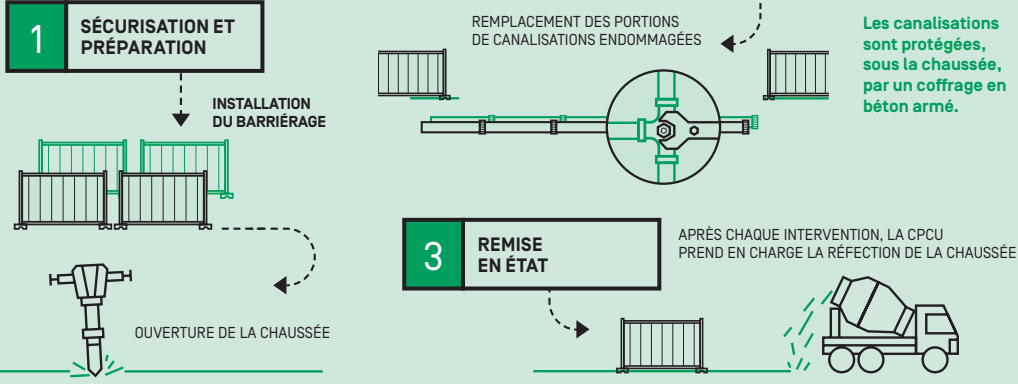 1
SÉCURISATION ET
PRÉPARATION
INSTALLATION
DU BARRIÉRAGE
OUVERTURE DE LA CHAUSSÉE
REMPLACEMENT DES PORTIONS
DE CANALISATIONS ENDOMMAGÉES
Les canalisations
sont protégées,
sous la chaussée,
par un coffrage en
béton armé.
3
REMISE
EN ÉTAT
APRÈS CHAQUE INTERVENTION, LA CPCU
PREND EN CHARGE LA RÉFECTION DE LA CHAUSSÉE